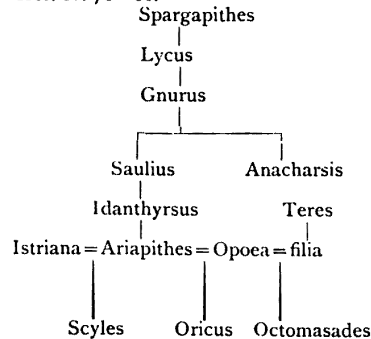 Spargapithes
Lycus
Gnurus
Saulius Anacharsis
Idanthyrsus Teres
Istriana = Ariapithes = Opoea = filia
Scyles Oricus Octomasades